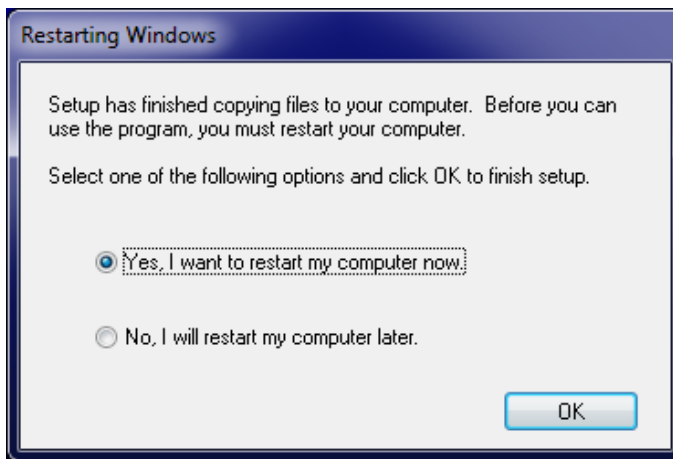 Restarting Windows
Setup has finished copying files to your computer.  Before you can
use the program, you must restart your computer.
Select one of the following options and click OK to finish setup.
Yes, I want to restart my computer now.
No, I will restart my computer later.
OK